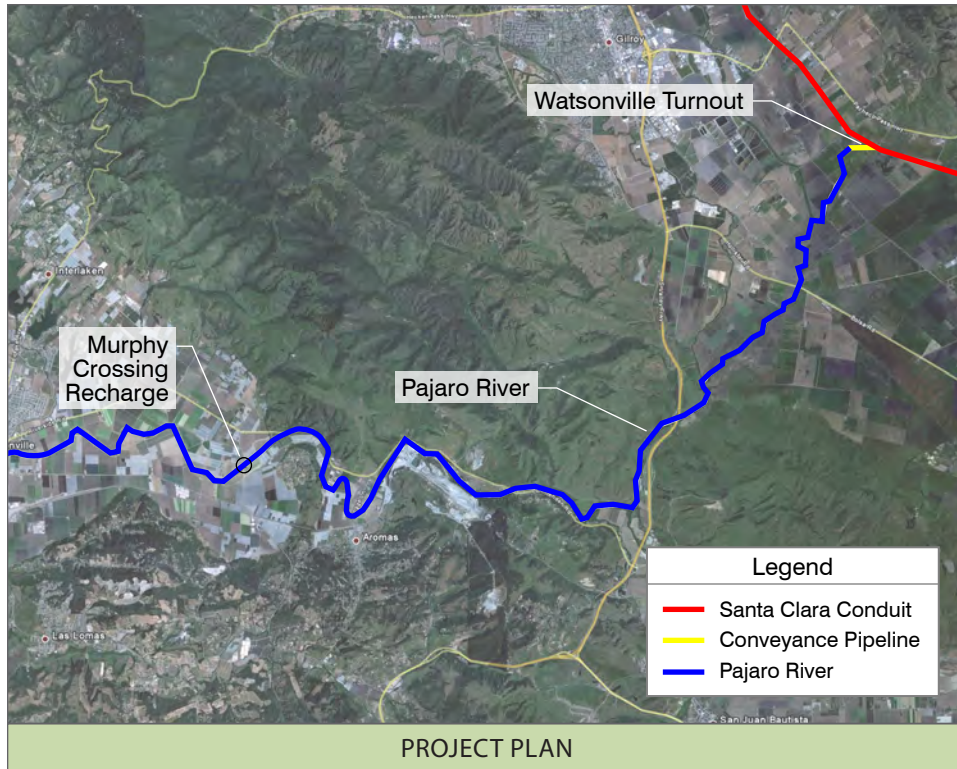 Gilroy
Watsonville Turnout
Interlaken
Murphy
Crossing
Recharge
Pajaro River
nville
Aromas
Las Lomas
Legend
Santa Clara Conduit
Conveyance Pipeline
Pajaro River
San Juan Bautista
PROJECT PLAN